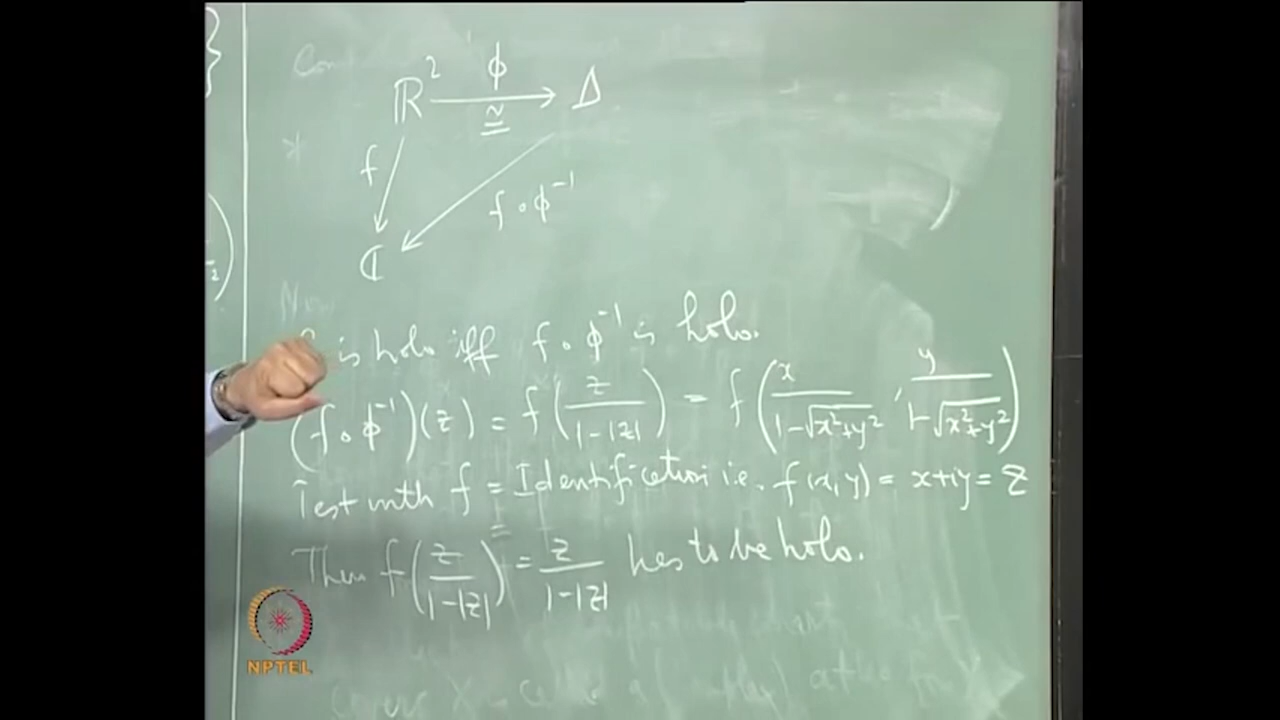 ℝ² ϕ ≅ Δ
f f∘ϕ⁻¹
ℂ
is holo iff f∘ϕ⁻¹ is holo.
(f∘ϕ⁻¹)(z) = f(z/(1-|z|)) = f(x/(1-√(x²+y²)), y/(1-√(x²+y²)))
Test with f = Identification i.e. f(x,y) = x+iy = z
Then f(z/(1-|z|)) = z/(1-|z|) has to be holo.
NPTEL